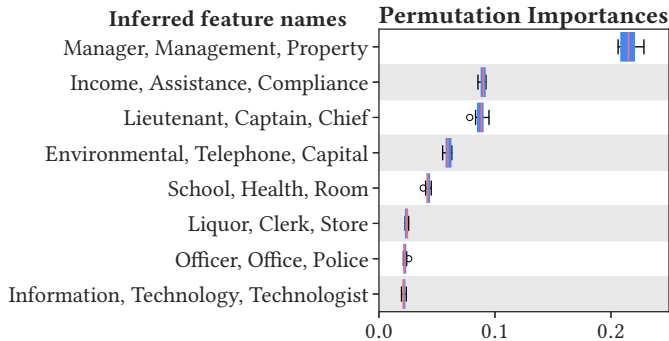 Inferred feature names
Permutation Importances
Manager, Management, Property
Income, Assistance, Compliance
Lieutenant, Captain, Chief
Environmental, Telephone, Capital
School, Health, Room
Liquor, Clerk, Store
Officer, Office, Police
Information, Technology, Technologist
0.0 0.1 0.2